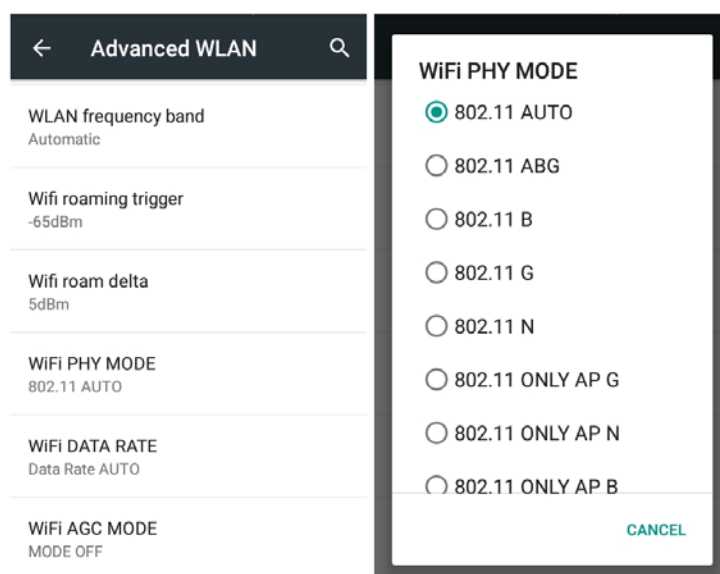 Advanced WLAN
WLAN frequency band
Automatic
Wifi roaming trigger
-65dBm
Wifi roam delta
5dBm
WiFi PHY MODE
802.11 AUTO
WiFi DATA RATE
Data Rate AUTO
WiFi AGC MODE
MODE OFF
WiFi PHY MODE
802.11 AUTO
802.11 ABG
802.11 B
802.11 G
802.11 N
802.11 ONLY AP G
802.11 ONLY AP N
802.11 ONLY AP B
CANCEL